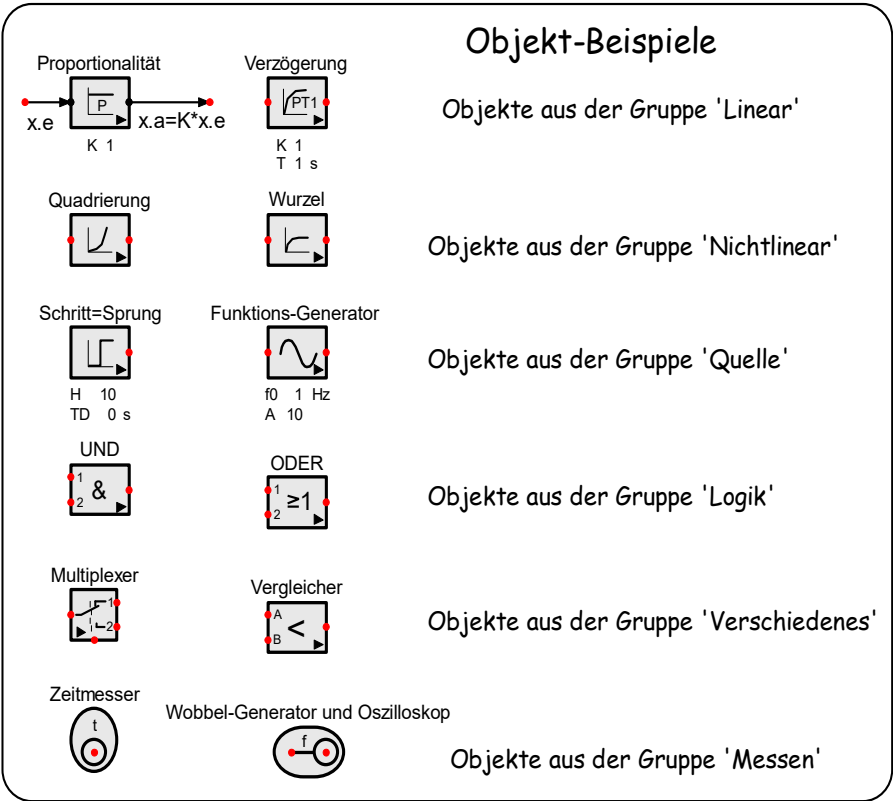 Objekt-Beispiele
Proportionalität Verzögerung
P PT1 Objekte aus der Gruppe 'Linear'
x.e x.a=K*x.e
K 1 K 1
T 1 s
Quadrierung Wurzel
Objekte aus der Gruppe 'Nichtlinear'
Schritt=Sprung Funktions-Generator
Objekte aus der Gruppe 'Quelle'
H 10 f0 1 Hz
TD 0 s A 10
UND ODER
1 & 2 1 ≥1 2 Objekte aus der Gruppe 'Logik'
Multiplexer Vergleicher
1 2 A < B Objekte aus der Gruppe 'Verschiedenes'
Zeitmesser Wobbel-Generator und Oszilloskop
t f Objekte aus der Gruppe 'Messen'